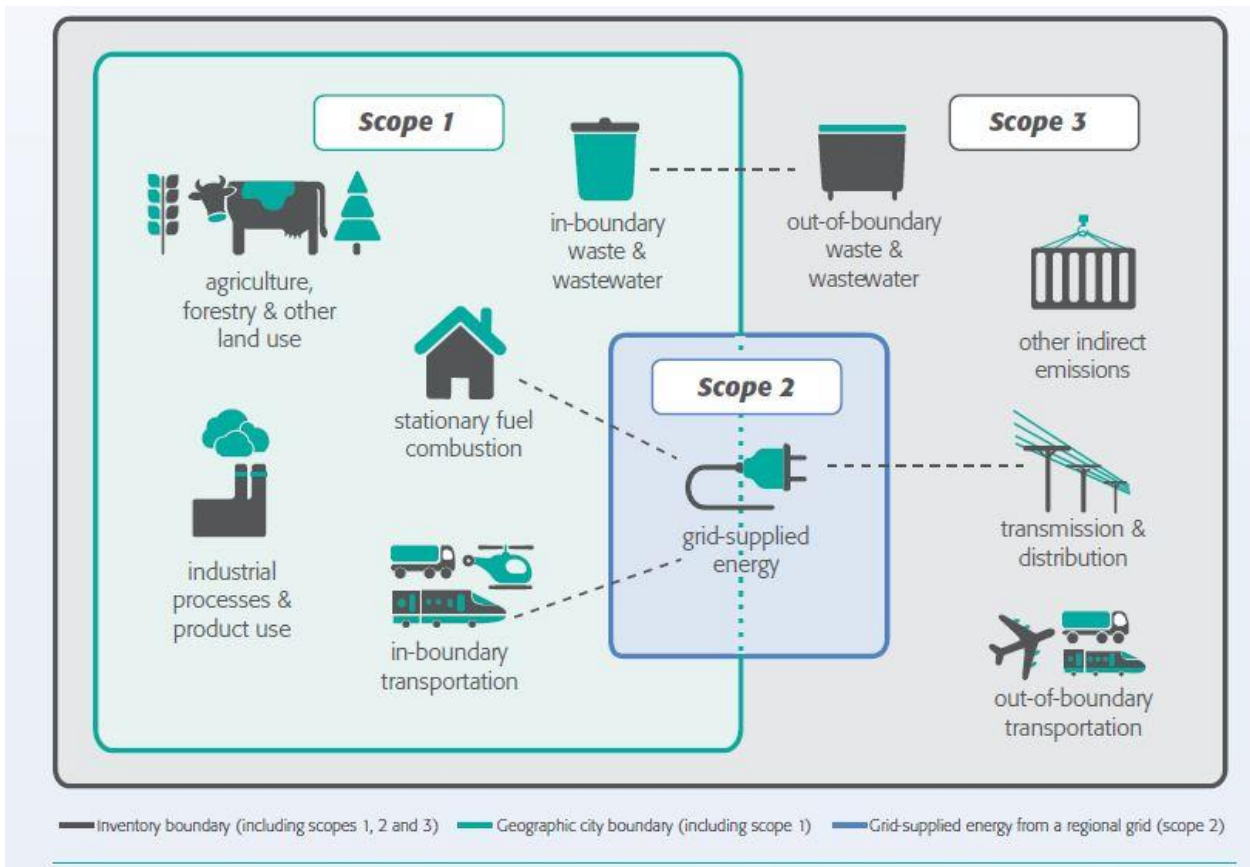 Scope 1
Scope 3
in-boundary
waste &
wastewater
out-of-boundary
waste &
wastewater
agriculture,
forestry & other
land use
other indirect
emissions
Scope 2
stationary fuel
combustion
grid-supplied
energy
transmission &
distribution
industrial
processes &
product use
in-boundary
transportation
out-of-boundary
transportation
Inventory boundary (including scopes 1, 2 and 3) Geographic city boundary (including scope 1) Grid-supplied energy from a regional grid (scope 2)